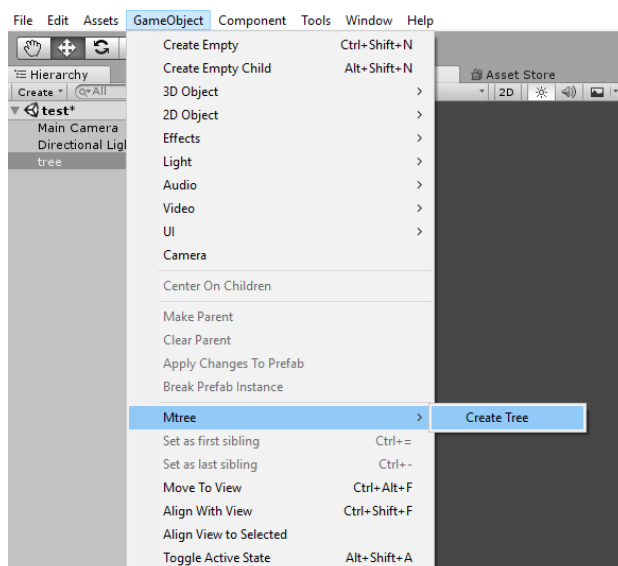 File Edit Assets GameObject Component Tools Window Help
Hierarchy
Create All
test*
Main Camera
Directional Ligl
tree
Create Empty Ctrl+Shift+N
Create Empty Child Alt+Shift+N
3D Object
2D Object
Effects
Light
Audio
Video
UI
Camera
Center On Children
Make Parent
Clear Parent
Apply Changes To Prefab
Break Prefab Instance
Mtree
Set as first sibling Ctrl+=
Set as last sibling Ctrl+-
Move To View Ctrl+Alt+F
Align With View Ctrl+Shift+F
Align View to Selected
Toggle Active State Alt+Shift+A
Create Tree
Asset Store
2D